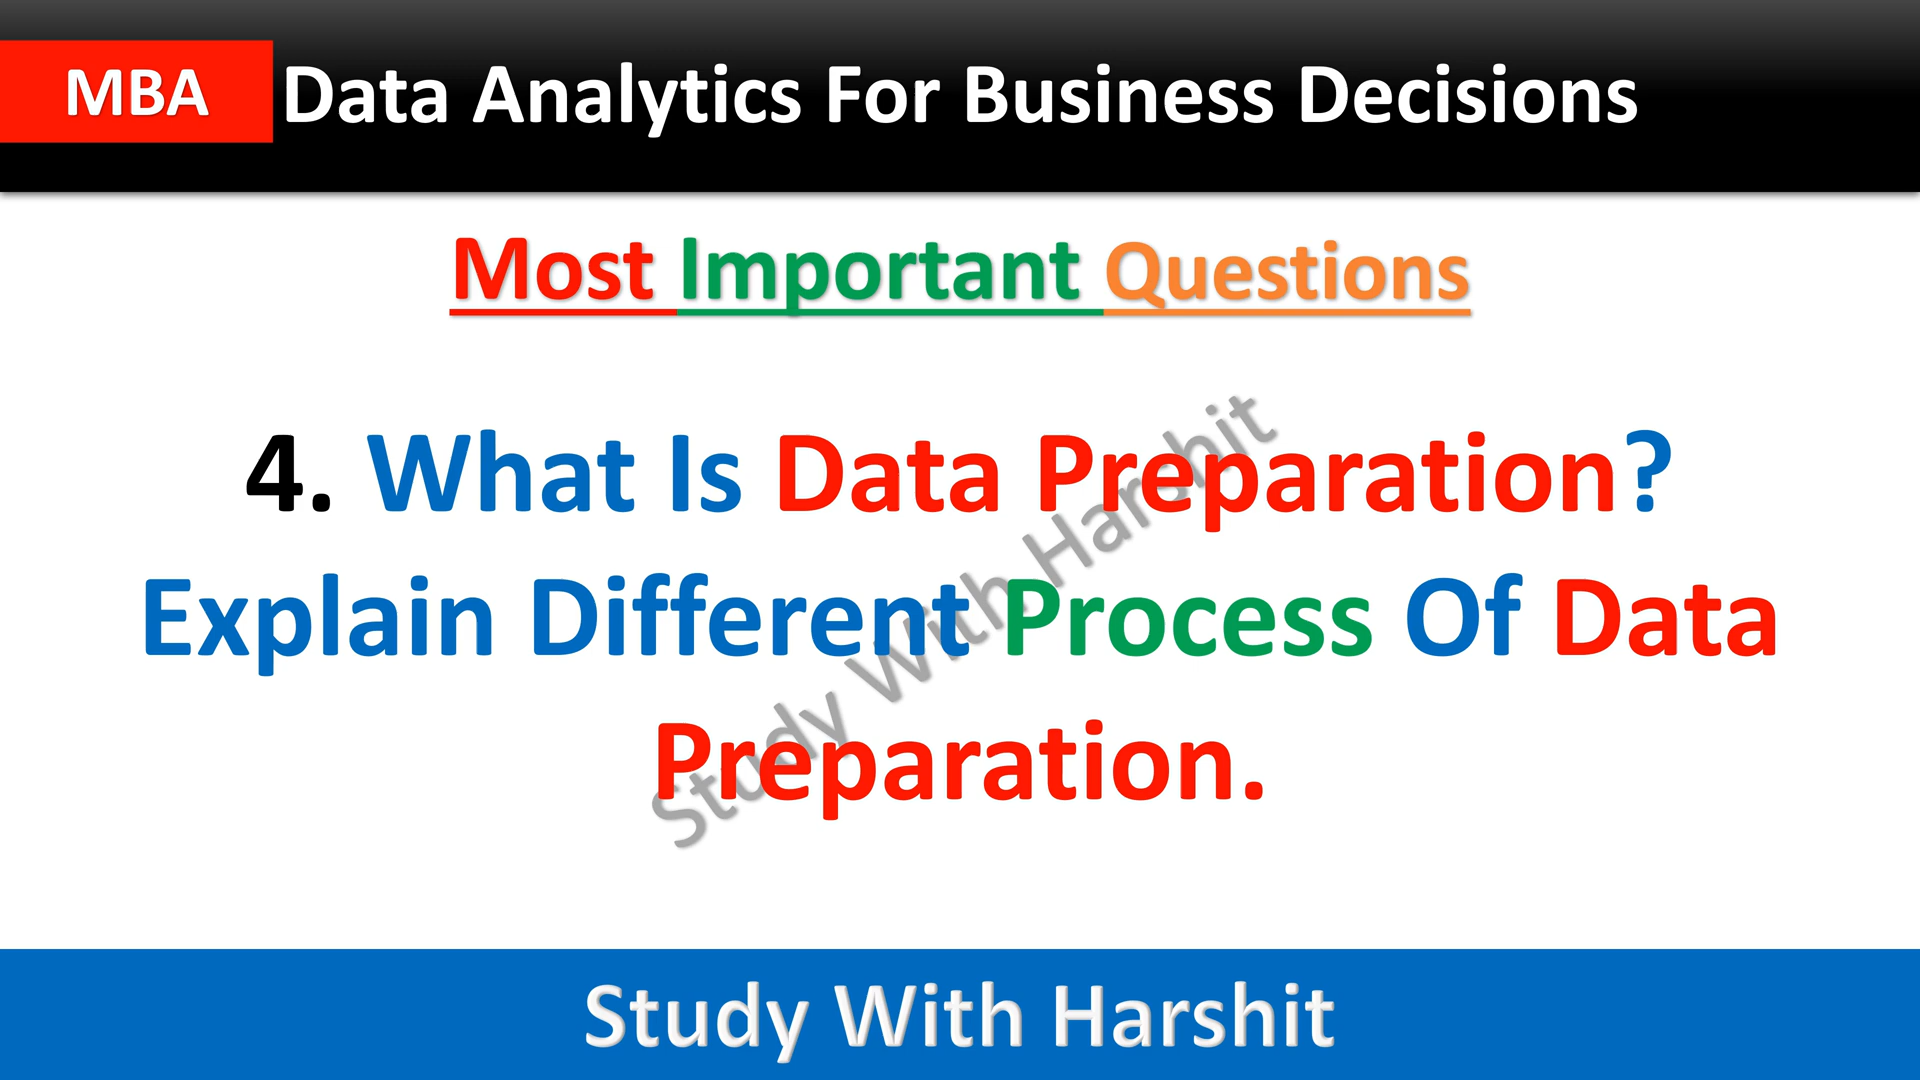 MBA
Data Analytics For Business Decisions
Most Important Questions
4. What Is Data Preparation?
Explain Different Process Of Data
Preparation.
Study With Harshit
Study With Harshit